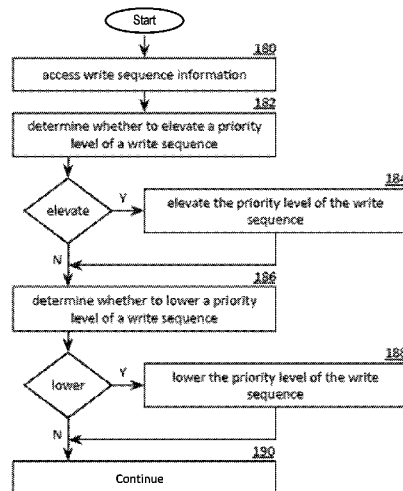 Start
180
access write sequence information
182
determine whether to elevate a priority
level of a write sequence
184
elevate
Y
elevate the priority level of the write
sequence
N
186
determine whether to lower a priority
level of a write sequence
188
lower
Y
lower the priority level of the write
sequence
N
190
Continue